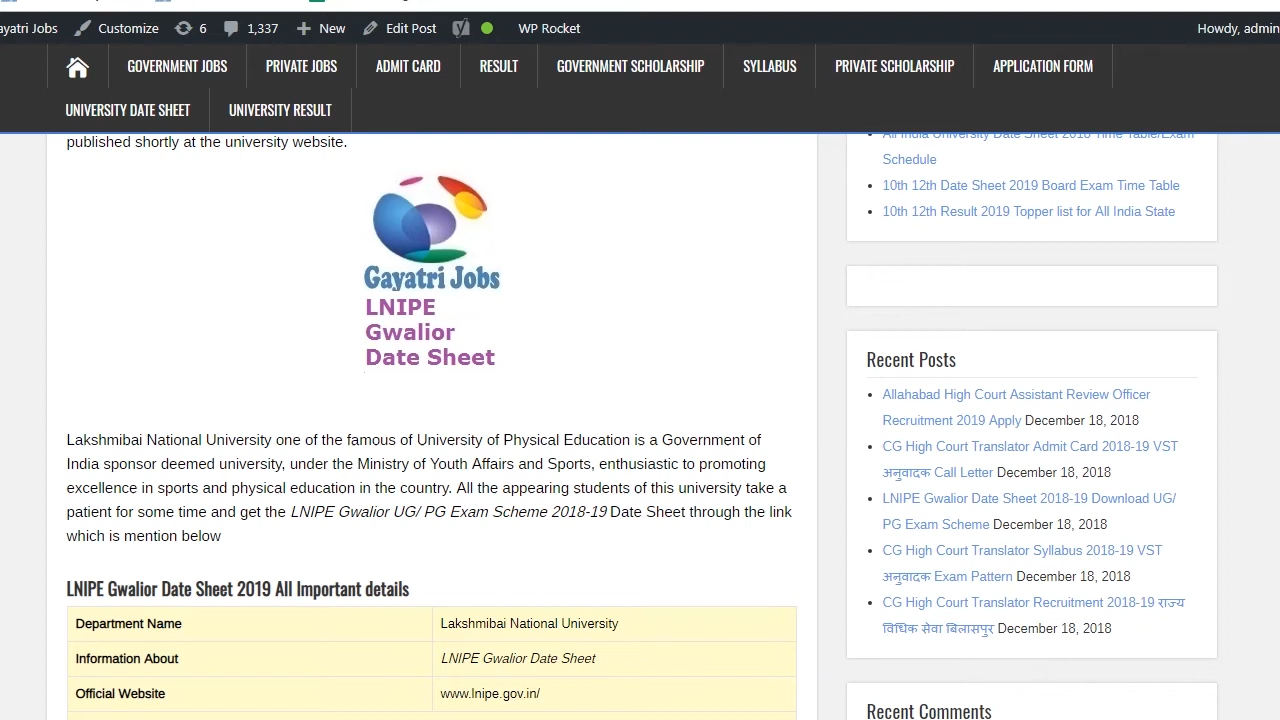 ayatri Jobs Customize 6 1,337 New Edit Post WP Rocket Howdy, admin
GOVERNMENT JOBS PRIVATE JOBS ADMIT CARD RESULT GOVERNMENT SCHOLARSHIP SYLLABUS PRIVATE SCHOLARSHIP APPLICATION FORM
UNIVERSITY DATE SHEET UNIVERSITY RESULT
published shortly at the university website.
Gayatri Jobs
LNIPE
Gwalior
Date Sheet
Lakshmibai National University one of the famous of University of Physical Education is a Government of
India sponsor deemed university, under the Ministry of Youth Affairs and Sports, enthusiastic to promoting
excellence in sports and physical education in the country. All the appearing students of this university take a
patient for some time and get the LNIPE Gwalior UG/ PG Exam Scheme 2018-19 Date Sheet through the link
which is mention below
LNIPE Gwalior Date Sheet 2019 All Important details
Department Name Lakshmibai National University
Information About LNIPE Gwalior Date Sheet
Official Website www.lnipe.gov.in/
All India University Date Sheet 2018 Time Table/Exam
Schedule
10th 12th Date Sheet 2019 Board Exam Time Table
10th 12th Result 2019 Topper list for All India State
Recent Posts
Allahabad High Court Assistant Review Officer
Recruitment 2019 Apply December 18, 2018
CG High Court Translator Admit Card 2018-19 VST
अनुवादक Call Letter December 18, 2018
LNIPE Gwalior Date Sheet 2018-19 Download UG/
PG Exam Scheme December 18, 2018
CG High Court Translator Syllabus 2018-19 VST
अनुवादक Exam Pattern December 18, 2018
CG High Court Translator Recruitment 2018-19 राज्य
विधिक सेवा बिलासपुर December 18, 2018
Recent Comments